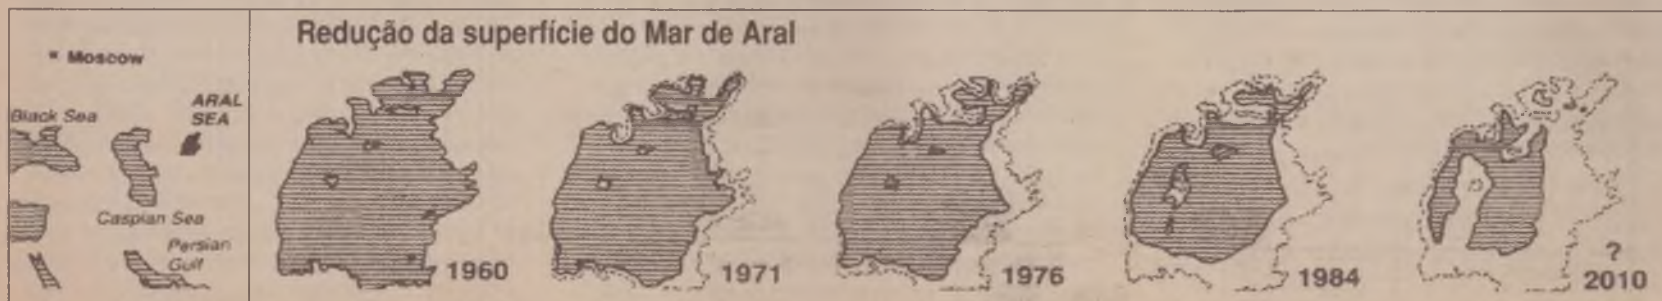 Redução da superfície do Mar de Aral
Moscow
Black Sea
ARAL
SEA
Caspian Sea
Persian
Gulf
1960
1971
1976
1984
?
2010